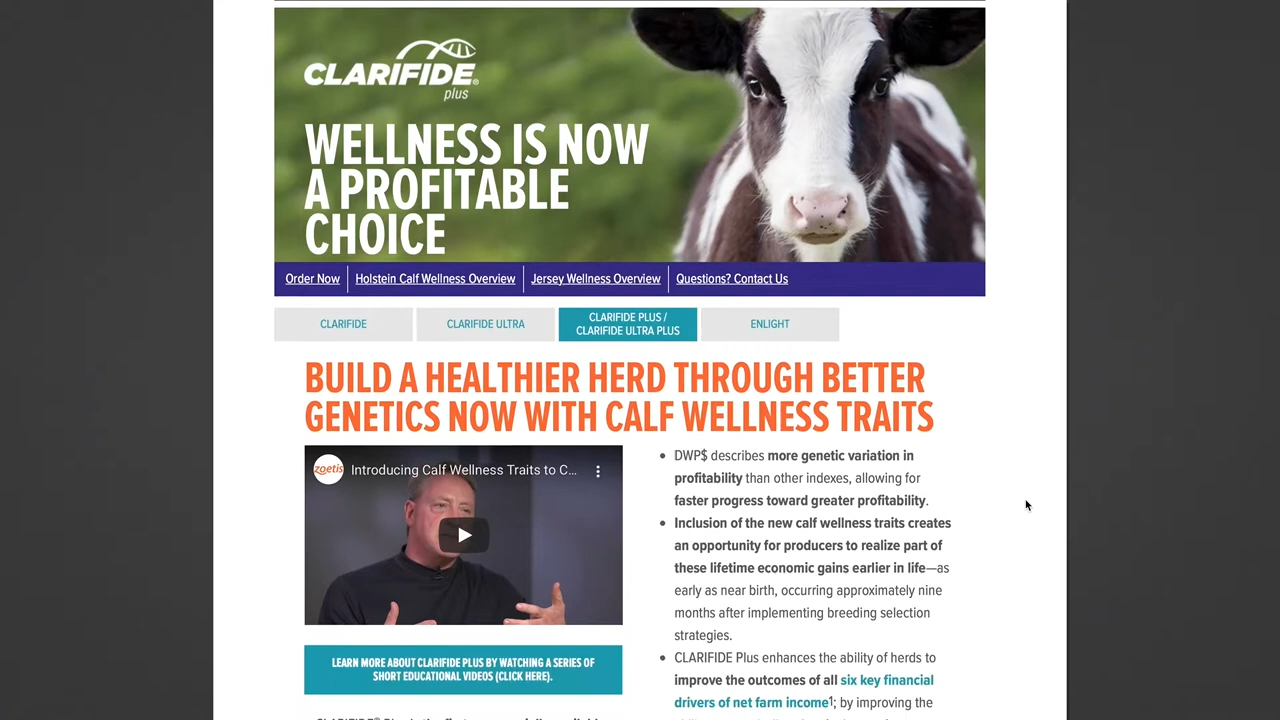 CLARIFIDE®
plus
WELLNESS IS NOW
A PROFITABLE
CHOICE
Order Now
Holstein Calf Wellness Overview
Jersey Wellness Overview
Questions? Contact Us
CLARIFIDE
CLARIFIDE ULTRA
CLARIFIDE PLUS /
CLARIFIDE ULTRA PLUS
ENLIGHT
BUILD A HEALTHIER HERD THROUGH BETTER
GENETICS NOW WITH CALF WELLNESS TRAITS
zoetis
Introducing Calf Wellness Traits to C...
LEARN MORE ABOUT CLARIFIDE PLUS BY WATCHING A SERIES OF
SHORT EDUCATIONAL VIDEOS (CLICK HERE).
• DWP$ describes more genetic variation in
profitability than other indexes, allowing for
faster progress toward greater profitability.
• Inclusion of the new calf wellness traits creates
an opportunity for producers to realize part of
these lifetime economic gains earlier in life—as
early as near birth, occurring approximately nine
months after implementing breeding selection
strategies.
• CLARIFIDE Plus enhances the ability of herds to
improve the outcomes of all six key financial
drivers of net farm income1; by improving the